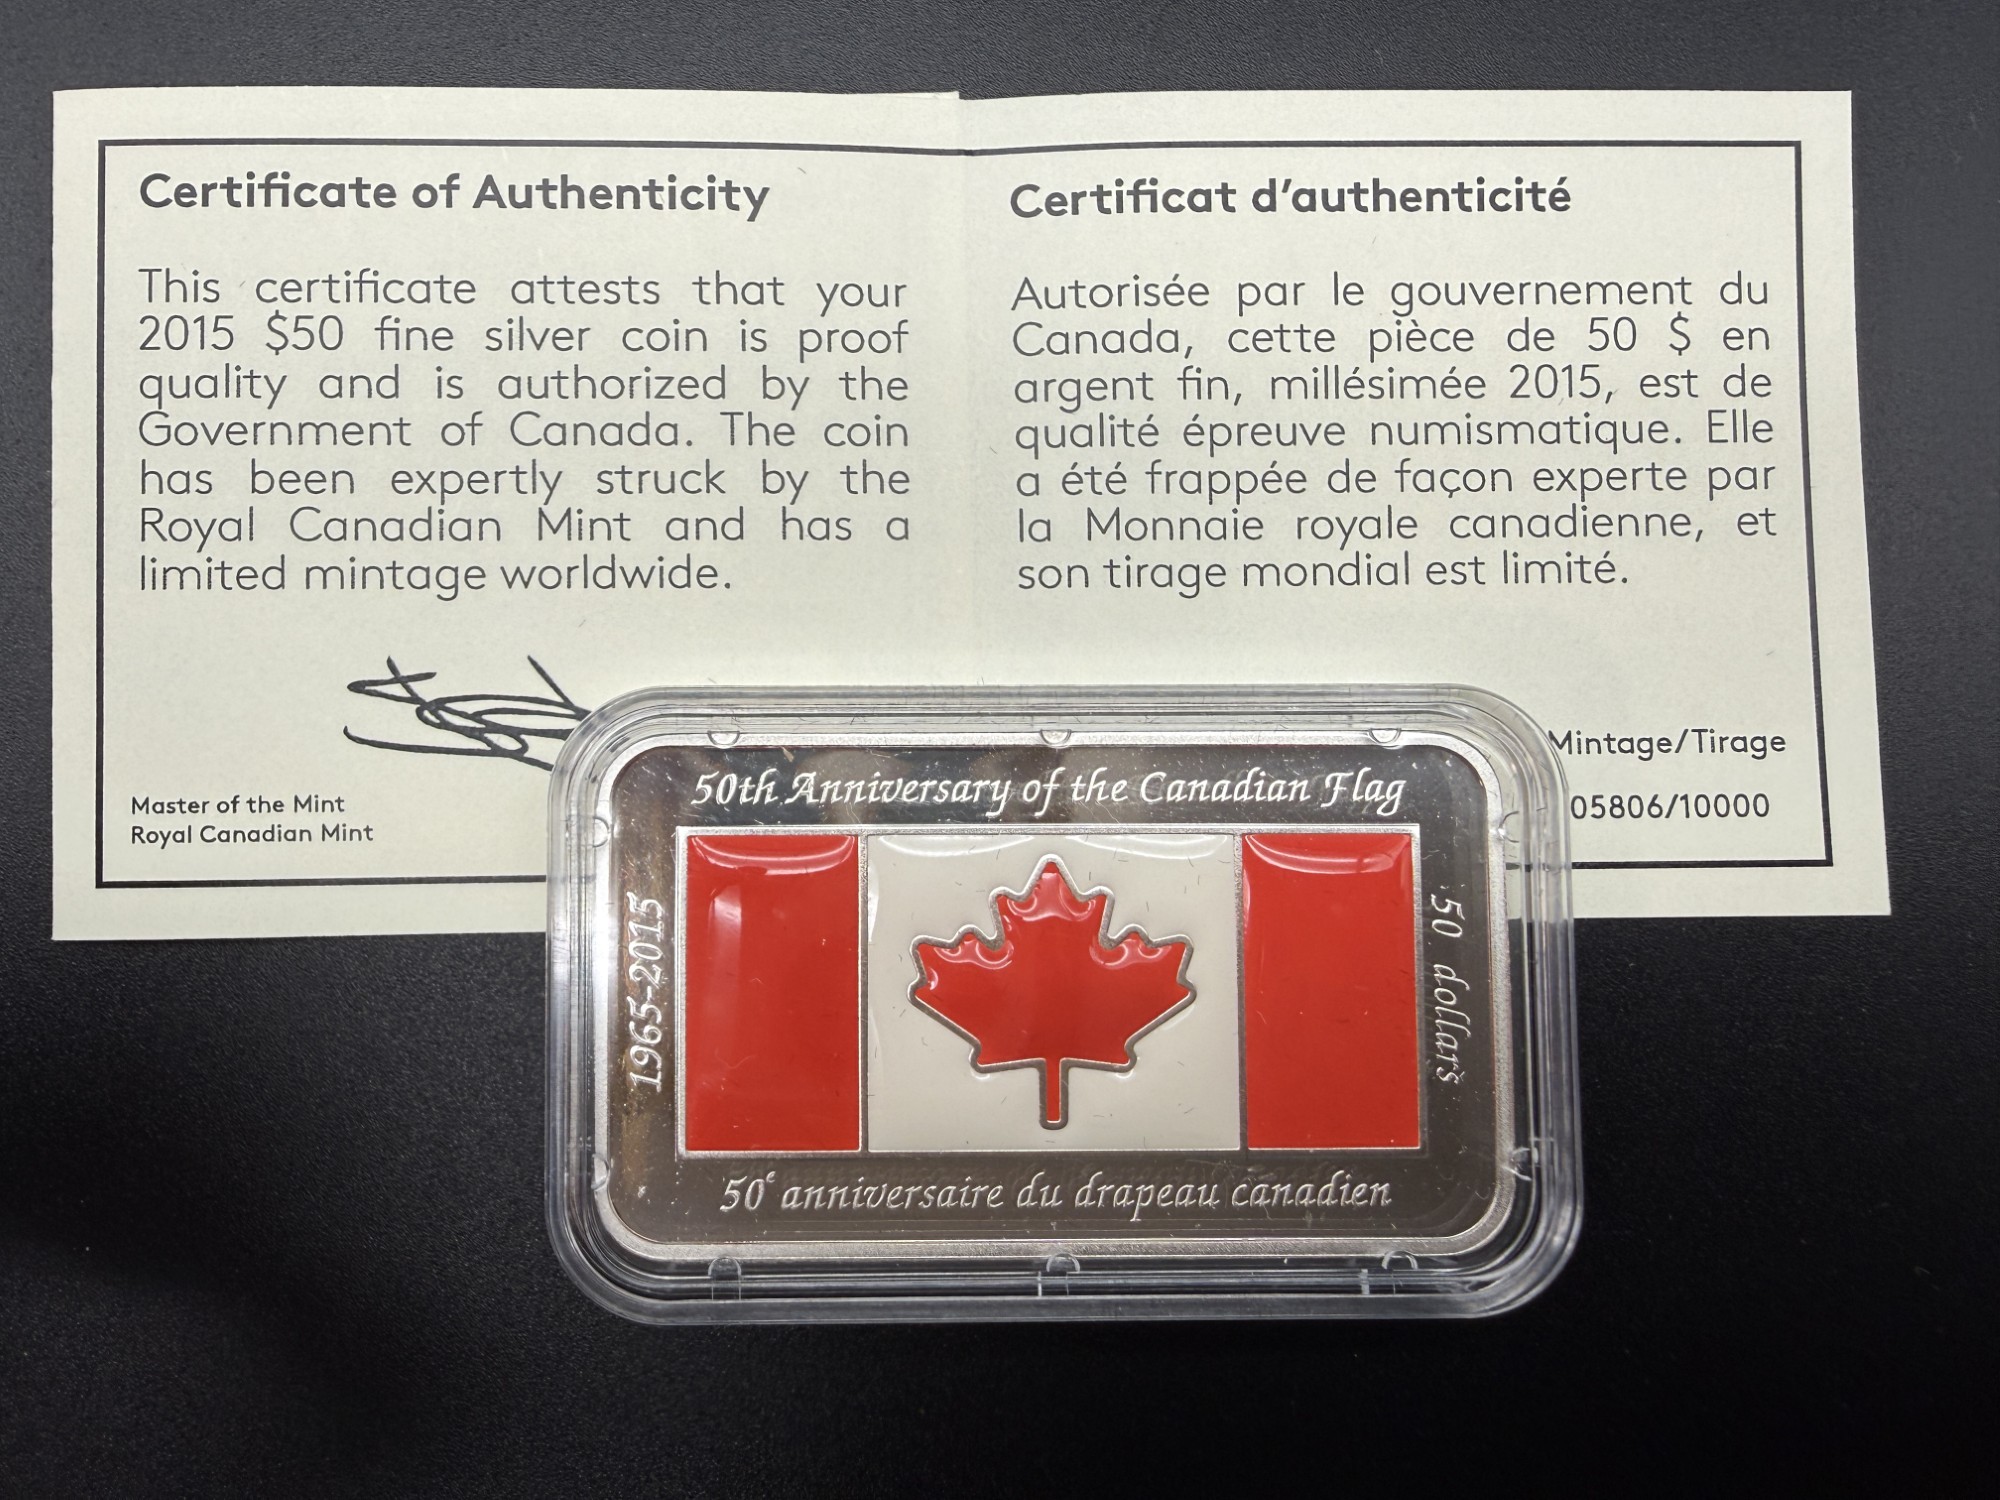 Certificate of Authenticity
This certificate attests that your
2015 $50 fine silver coin is proof
quality and is authorized by the
Government of Canada. The coin
has been expertly struck by the
Royal Canadian Mint and has a
limited mintage worldwide.
Master of the Mint
Royal Canadian Mint
Certificat d'authenticité
Autorisée par le gouvernement du
Canada, cette pièce de 50 $ en
argent fin, millésimée 2015, est de
qualité épreuve numismatique. Elle
a été frappée de façon experte par
la Monnaie royale canadienne, et
son tirage mondial est limité.
Mintage/Tirage
05806/10000
50th Anniversary of the Canadian Flag
1965-2015
50 dollars
50e anniversaire du drapeau canadien